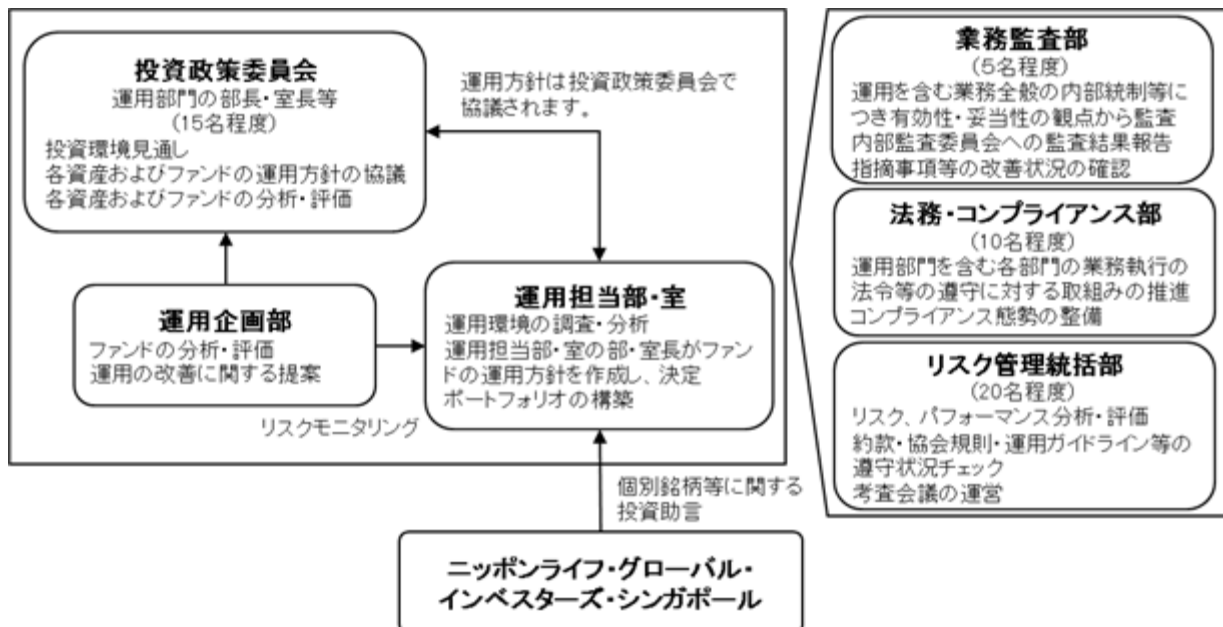 投資政策委員会
運用部門の部長・室長等
(15名程度)
投資環境見通し
各資産およびファンドの運用方針の協議
各資産およびファンドの分析・評価
運用方針は投資政策委員会で
協議されます。
運用企画部
ファンドの分析・評価
運用の改善に関する提案
リスクモニタリング
運用担当部・室
運用環境の調査・分析
運用担当部・室の部・室長がファン
ドの運用方針を作成し、決定
ポートフォリオの構築
個別銘柄等に関する
投資助言
ニッポンライフ・グローバル・
インベスターズ・シンガポール
業務監査部
(5名程度)
運用を含む業務全般の内部統制等に
つき有効性・妥当性の観点から監査
内部監査委員会への監査結果報告
指摘事項等の改善状況の確認
法務・コンプライアンス部
(10名程度)
運用部門を含む各部門の業務執行の
法令等の遵守に対する取組みの推進
コンプライアンス態勢の整備
リスク管理統括部
(20名程度)
リスク、パフォーマンス分析・評価
約款・協会規則・運用ガイドライン等の
遵守状況チェック
考査会議の運営